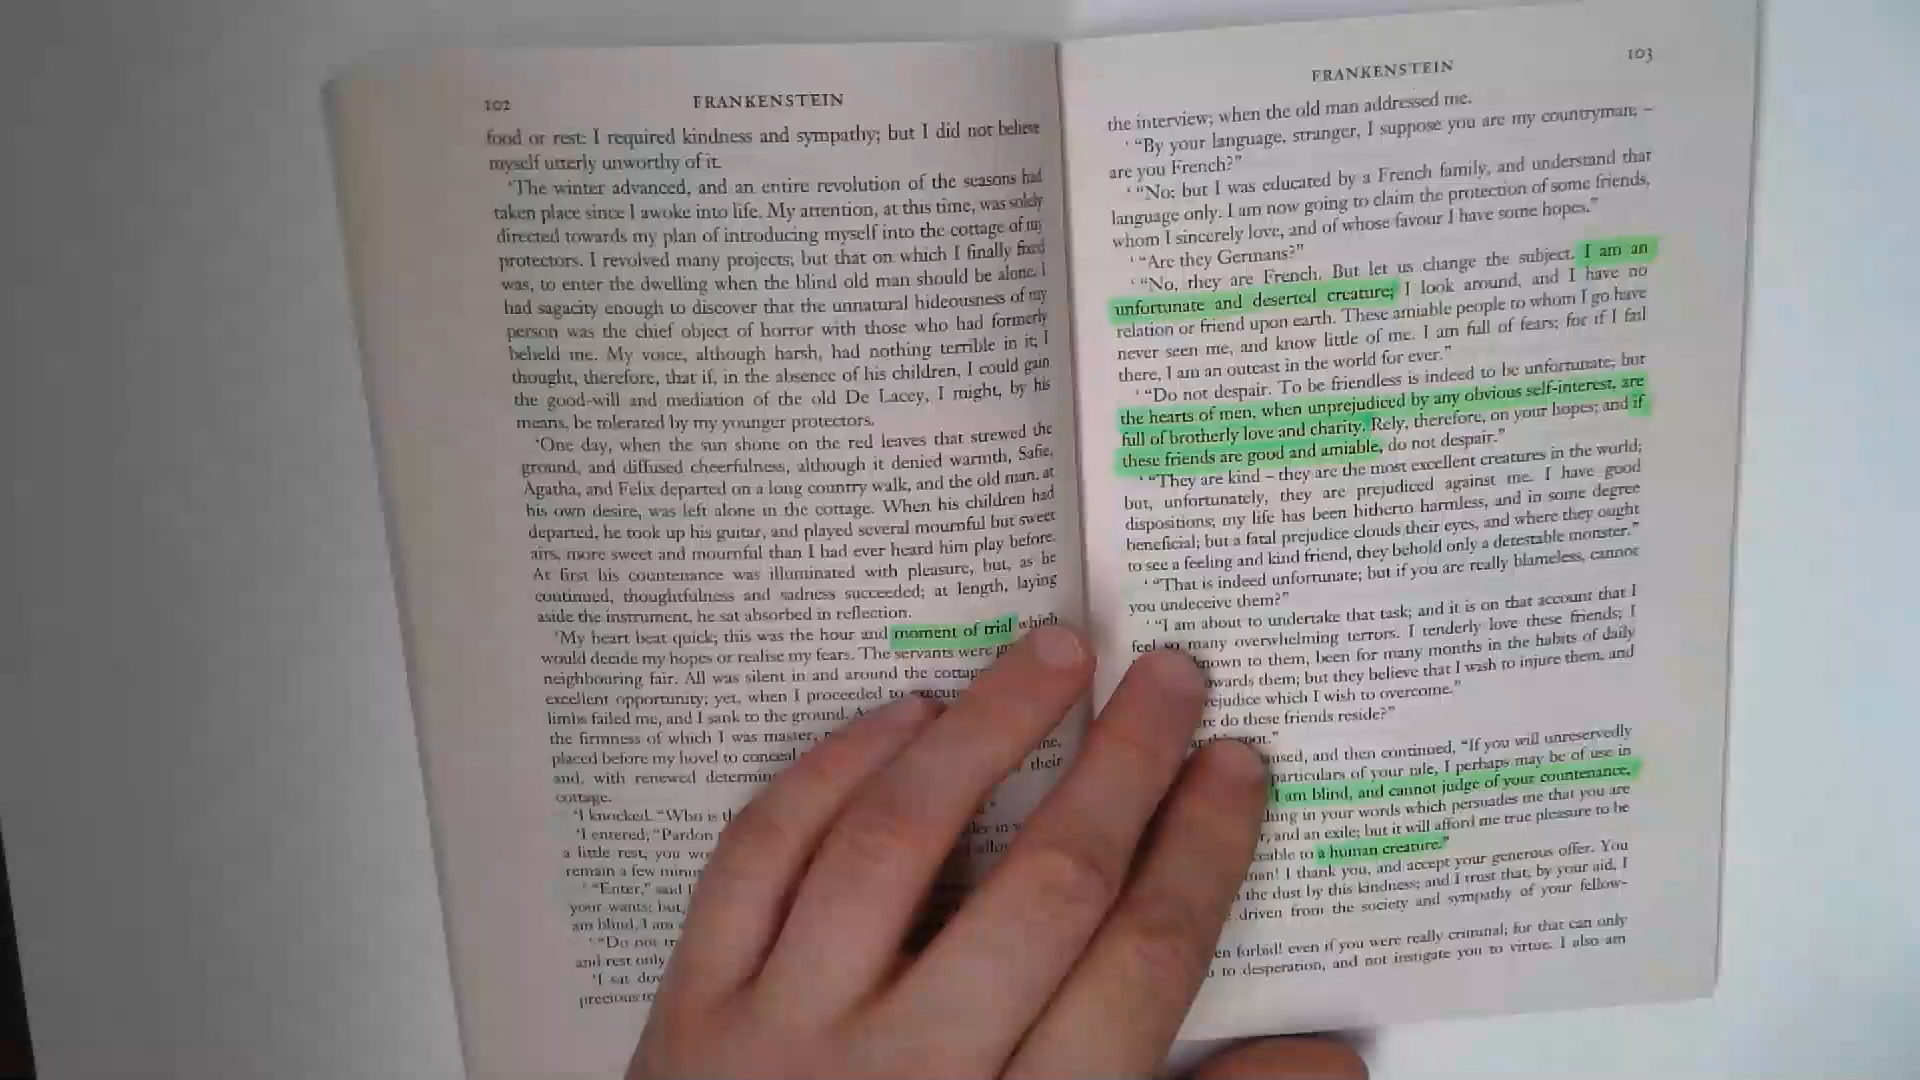 102
FRANKENSTEIN
food or rest: I required kindness and sympathy; but I did not believe
myself utterly unworthy of it.
'The winter advanced, and an entire revolution of the seasons had
taken place since I awoke into life. My attention, at this time, was solely
directed towards my plan of introducing myself into the cottage of my
protectors. I revolved many projects; but that on which I finally fixed
was, to enter the dwelling when the blind old man should be alone. I
had sagacity enough to discover that the unnatural hideousness of my
person was the chief object of horror with those who had formerly
beheld me. My voice, although harsh, had nothing terrible in it; I
thought, therefore, that if, in the absence of his children, I could gain
the good-will and mediation of the old De Lacey, I might, by his
means, be tolerated by my younger protectors.
'One day, when the sun shone on the red leaves that strewed the
ground, and diffused cheerfulness, although it denied warmth, Safie,
Agatha, and Felix departed on a long country walk, and the old man, at
his own desire, was left alone in the cottage. When his children had
departed, he took up his guitar, and played several mournful but sweet
airs, more sweet and mournful than I had ever heard him play before.
At first his countenance was illuminated with pleasure, but, as he
continued, thoughtfulness and sadness succeeded; at length, laying
aside the instrument, he sat absorbed in reflection.
'My heart beat quick; this was the hour and moment of trial which
would decide my hopes or realise my fears. The servants were
neighbouring fair. All was silent in and around the
excellent opportunity; yet, when I proceeded to
limbs failed me, and I sank to the ground.
the firmness of which I was master,
placed before my hovel to conceal
and, with renewed their
cottage.
'I knocked. "Who is
'I entered; "Pardon
a little rest; you
remain a few
"Enter," said
your wants; but,
am blind, I am
"Do not
and rest only
'I sat
precious
FRANKENSTEIN
103
the interview; when the old man addressed me.
' "By your language, stranger, I suppose you are my countryman; –
are you French?"
' "No; but I was educated by a French family, and understand that
language only. I am now going to claim the protection of some friends,
whom I sincerely love, and of whose favour I have some hopes."
' "Are they Germans?"
' "No, they are French. But let us change the subject. I am an
unfortunate and deserted creature; I look around, and I have no
relation or friend upon earth. These amiable people to whom I go have
never seen me, and know little of me. I am full of fears; for if I fail
there, I am an outcast in the world for ever."
' "Do not despair. To be friendless is indeed to be unfortunate; but
the hearts of men, when unprejudiced by any obvious self-interest, are
full of brotherly love and charity. Rely, therefore, on your hopes; and if
these friends are good and amiable, do not despair."
' "They are kind – they are the most excellent creatures in the world;
but, unfortunately, they are prejudiced against me. I have good
dispositions; my life has been hitherto harmless, and in some degree
beneficial; but a fatal prejudice clouds their eyes, and where they ought
to see a feeling and kind friend, they behold only a detestable monster."
' "That is indeed unfortunate; but if you are really blameless, cannot
you undeceive them?"
' "I am about to undertake that task; and it is on that account that I
feel so many overwhelming terrors. I tenderly love these friends; I
known to them, been for many months in the habits of daily
towards them; but they believe that I wish to injure them, and
prejudice which I wish to overcome."
do these friends reside?"
this spot."
and then continued, "If you will unreservedly
particulars of your tale, I perhaps may be of use in
I am blind, and cannot judge of your countenance,
in your words which persuades me that you are
and an exile; but it will afford me true pleasure to be
to a human creature."
man! I thank you, and accept your generous offer. You
the dust by this kindness; and I trust that, by your aid, I
driven from the society and sympathy of your fellow-
forbid! even if you were really criminal; for that can only
to desperation, and not instigate you to virtue. I also am